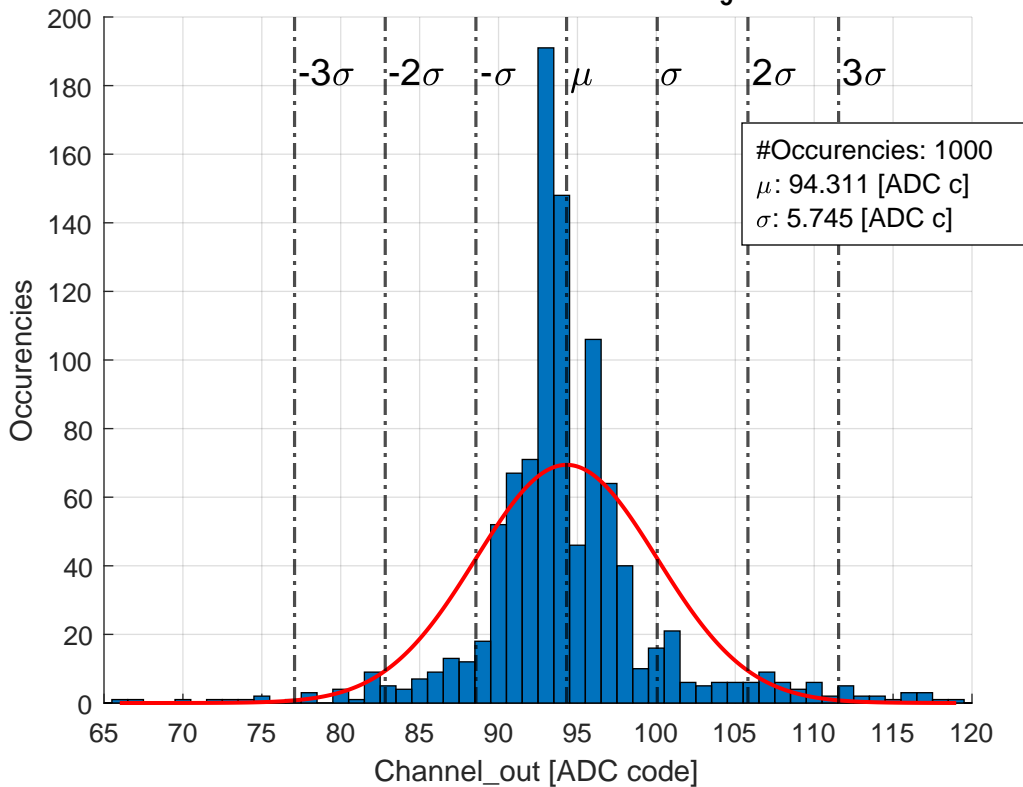 200
180
160
140
120
100
80
60
40
20
0
Occurencies
-3σ -2σ -σ μ σ 2σ 3σ
#Occurencies: 1000
μ: 94.311 [ADC c]
σ: 5.745 [ADC c]
65 70 75 80 85 90 95 100 105 110 115 120
Channel_out [ADC code]